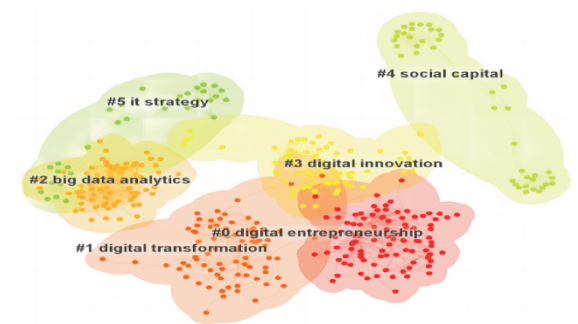 #4 social capital
#5 it strategy
#3 digital innovation
#2 big data analytics
#0 digital entrepreneurship
#1 digital transformation